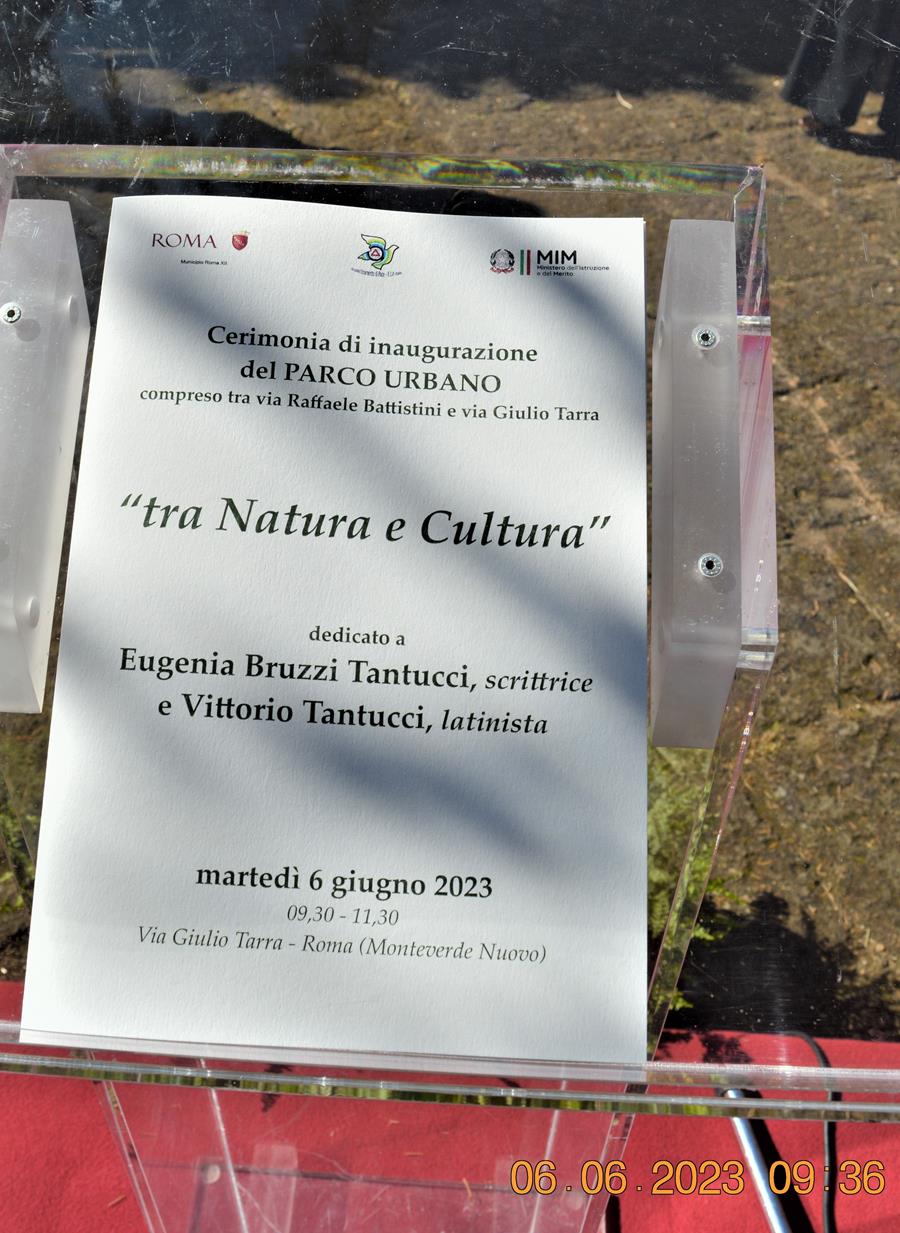 ROMA
Municipio Roma XII
MIM
Ministero dell'Istruzione
e del Merito
Cerimonia di inaugurazione
del PARCO URBANO
compreso tra via Raffaele Battistini e via Giulio Tarra
“tra Natura e Cultura”
dedicato a
Eugenia Bruzzi Tantucci, scrittrice
e Vittorio Tantucci, latinista
martedì 6 giugno 2023
09,30 - 11,30
Via Giulio Tarra - Roma (Monteverde Nuovo)
06.06.2023 09:36